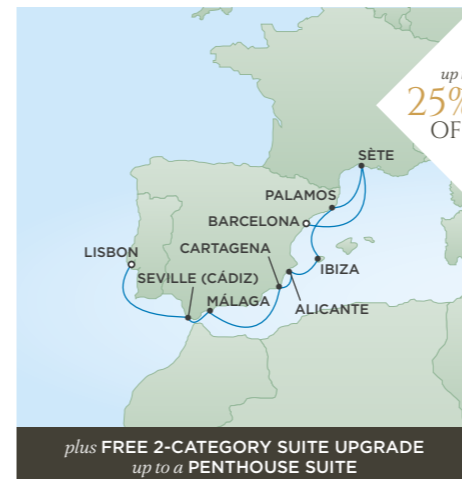 up
25%
OF
SÈTE
PALAMOS
BARCELONA
LISBON
CARTAGENA
SEVILLE (CÁDIZ)
IBIZA
MÁLAGA
ALICANTE
plus FREE 2-CATEGORY SUITE UPGRADE
up to a PENTHOUSE SUITE